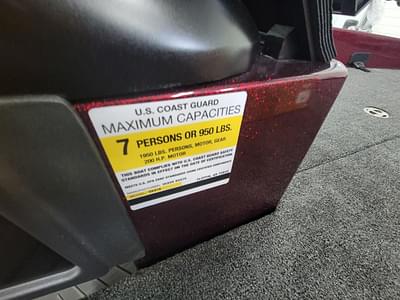 U.S. COAST GUARD
MAXIMUM CAPACITIES
7 PERSONS OR 950 LBS.
1950 LBS. PERSONS, MOTOR, GEAR
200 H.P. MOTOR
THIS BOAT COMPLIES WITH U.S. COAST GUARD SAFETY
STANDARDS IN EFFECT ON THE DATE OF CERTIFICATION.